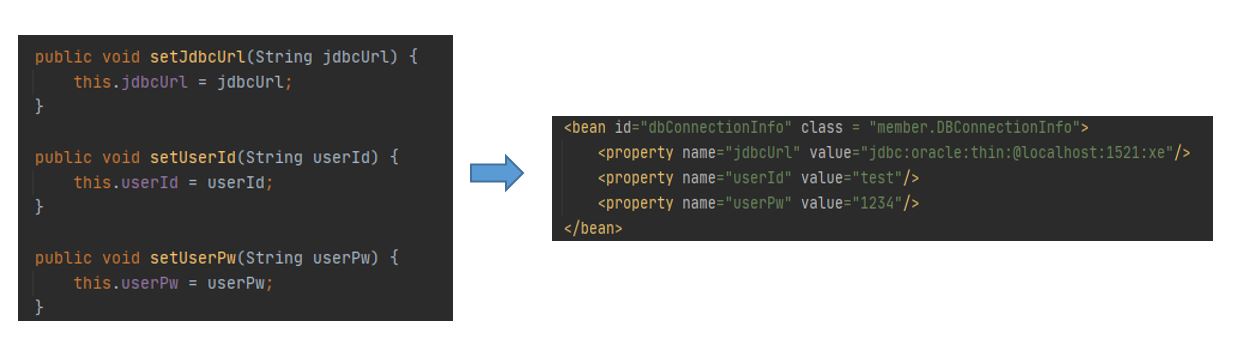 public void setJdbcUrl(String jdbcUrl) {
this.jdbcUrl = jdbcUrl;
}
public void setUserId(String userId) {
this.userId = userId;
}
public void setUserPw(String userPw) {
this.userPw = userPw;
}
<bean id="dbConnectionInfo" class = "member.DBConnectionInfo">
<property name="jdbcUrl" value="jdbc:oracle:thin:@localhost:1521:xe"/>
<property name="userId" value="test"/>
<property name="userPw" value="1234"/>
</bean>